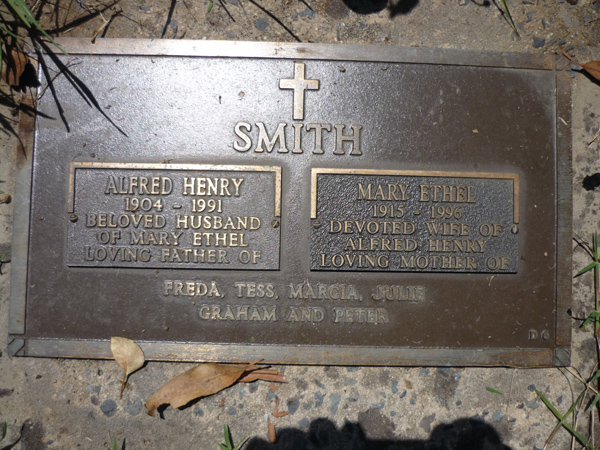 SMITH
ALFRED HENRY
1904 - 1991
BELOVED HUSBAND
OF MARY ETHEL
LOVING FATHER OF
MARY ETHEL
1915 - 1996
DEVOTED WIFE OF
ALFRED HENRY
LOVING MOTHER OF
FREDA, TESS, MARCIA, JULIE
GRAHAM AND PETER